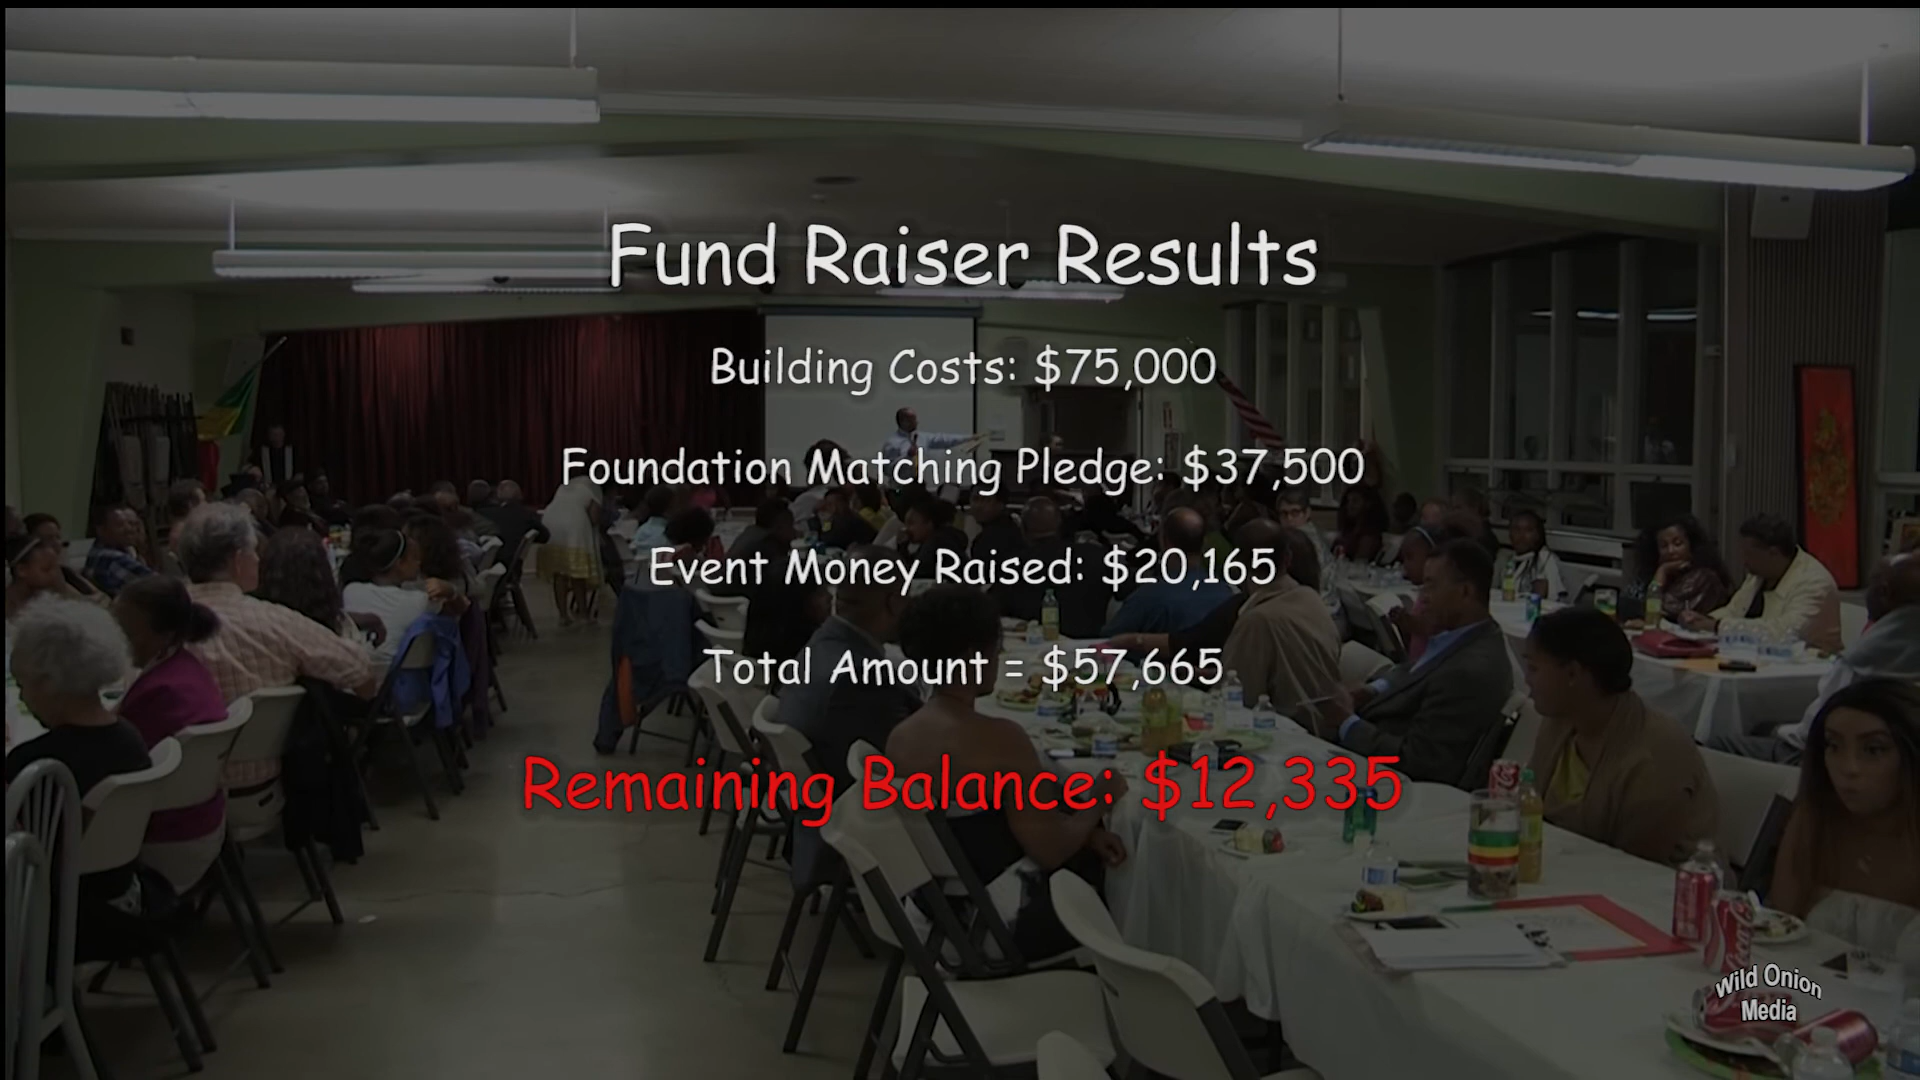 Fund Raiser Results
Building Costs: $75,000
Foundation Matching Pledge: $37,500
Event Money Raised: $20,165
Total Amount = $57,665
Remaining Balance: $12,335
Wild Onion
Media